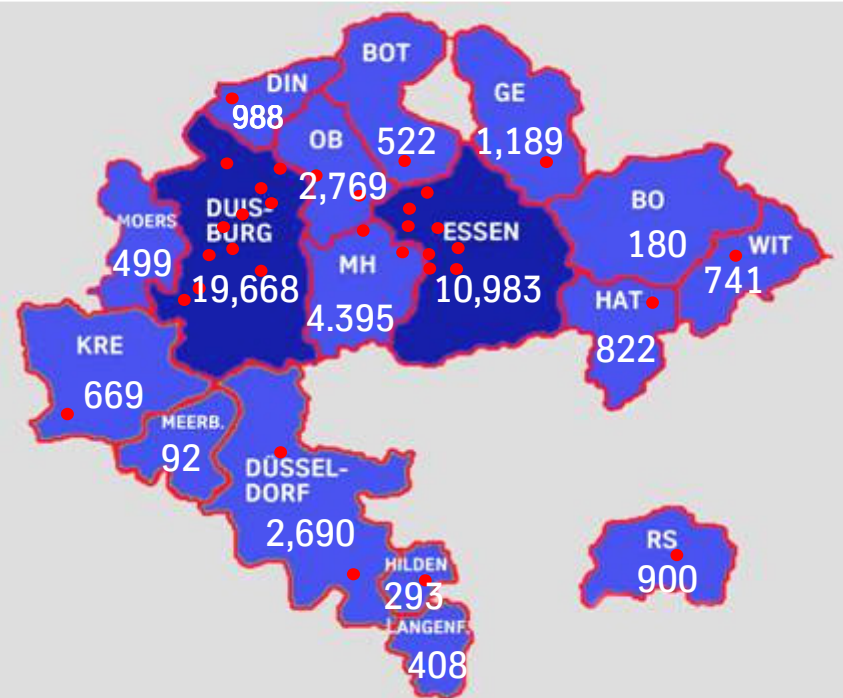 BOT
DIN
988
GE
OB
522
1,189
2,769
BO
MOERS
DUIS-
BURG
ESSEN
180
WIT
499
MH
741
19,668
10,983
HAT
4.395
822
KRE
669
MEERB.
92
DÜSSEL-
DORF
2,690
RS
HILDEN
900
293
LANGENF.
408